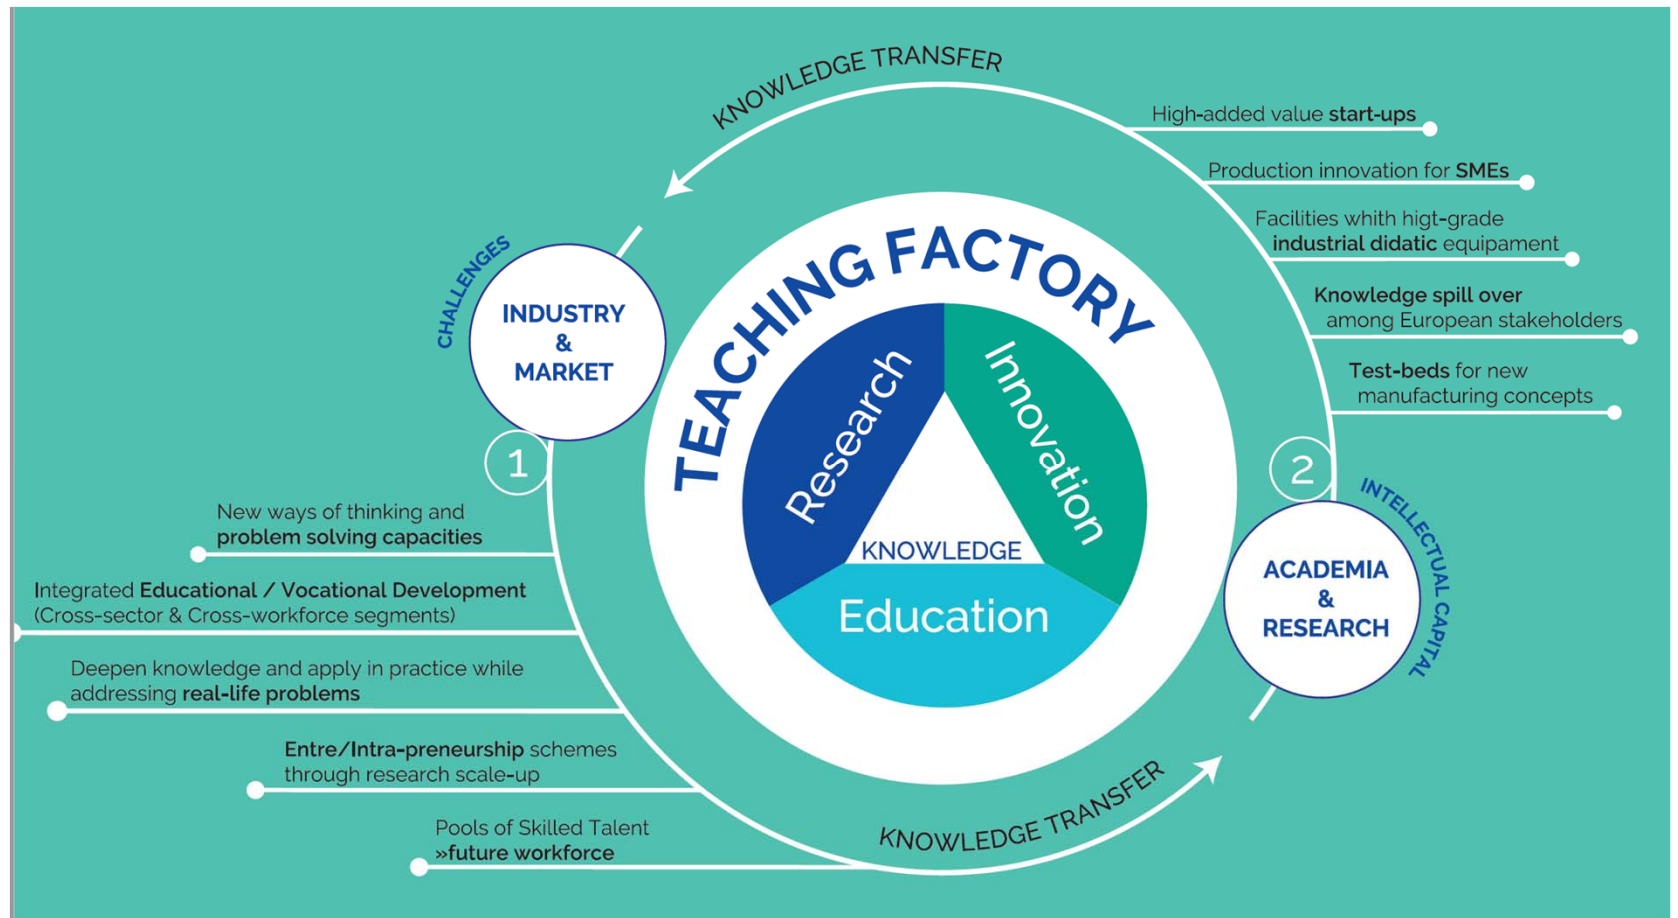 KNOWLEDGE TRANSFER
High-added value start-ups
Production innovation for SMEs
Facilities whith higt-grade
industrial didatic equipament
Knowledge spill over
among European stakeholders
Test-beds for new
manufacturing concepts
CHALLENGES
INDUSTRY
&
MARKET
1
TEACHING FACTORY
Research
Innovation
KNOWLEDGE
Education
2
INTELLECTUAL CAPITAL
ACADEMIA
&
RESEARCH
New ways of thinking and
problem solving capacities
Integrated Educational / Vocational Development
(Cross-sector & Cross-workforce segments)
Deepen knowledge and apply in practice while
addressing real-life problems
Entre/Intra-preneurship schemes
through research scale-up
Pools of Skilled Talent
»future workforce
KNOWLEDGE TRANSFER